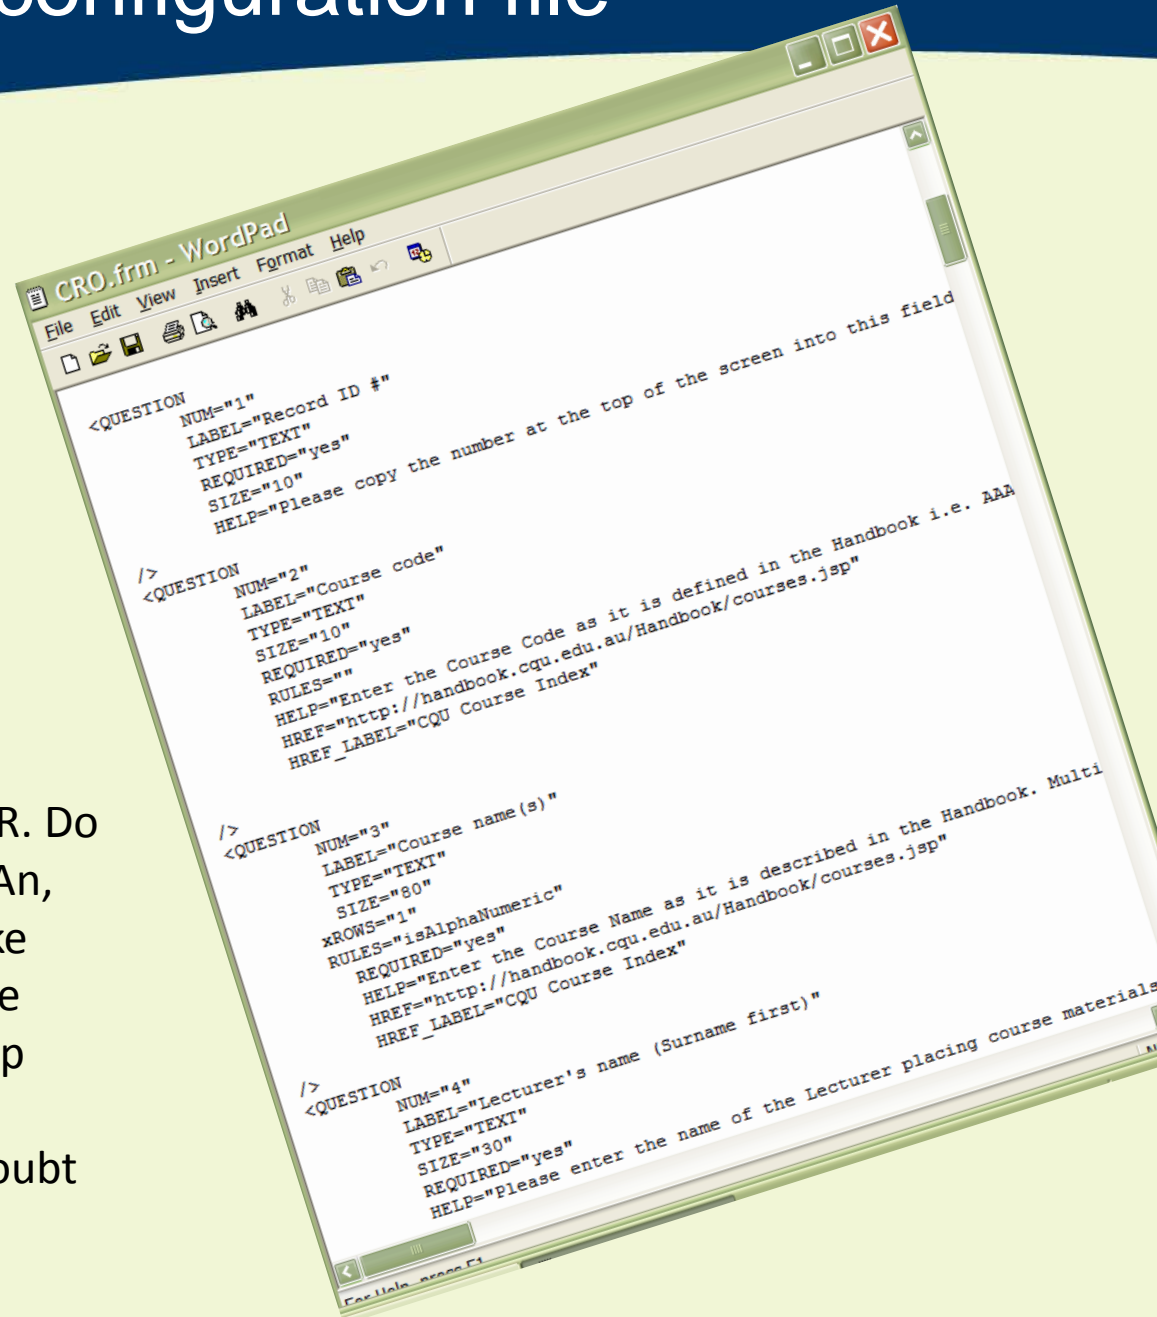 configuration file
CRO.frm - WordPad
File Edit View Insert Format Help
<QUESTION
NUM="1"
LABEL="Record ID #"
TYPE="TEXT"
REQUIRED="yes"
SIZE="10"
HELP="Please copy the number at the top of the screen into this field
/>
<QUESTION
NUM="2"
LABEL="Course code"
TYPE="TEXT"
SIZE="10"
REQUIRED="yes"
RULES=""
HELP="Enter the Course Code as it is defined in the Handbook i.e. AAA
HREF="http://handbook.cqu.edu.au/Handbook/courses.jsp"
HREF_LABEL="CQU Course Index"
/>
<QUESTION
NUM="3"
LABEL="Course name(s)"
TYPE="TEXT"
SIZE="80"
xROWS="1"
RULES="isAlphaNumeric"
REQUIRED="yes"
HELP="Enter the Course Name as it is described in the Handbook. Multi
HREF="http://handbook.cqu.edu.au/Handbook/courses.jsp"
HREF_LABEL="CQU Course Index"
/>
<QUESTION
NUM="4"
LABEL="Lecturer's name (Surname first)"
TYPE="TEXT"
SIZE="30"
REQUIRED="yes"
HELP="Please enter the name of the Lecturer placing course materials
For Help, press F1
R. Do
An,
ke
e
p
oubt